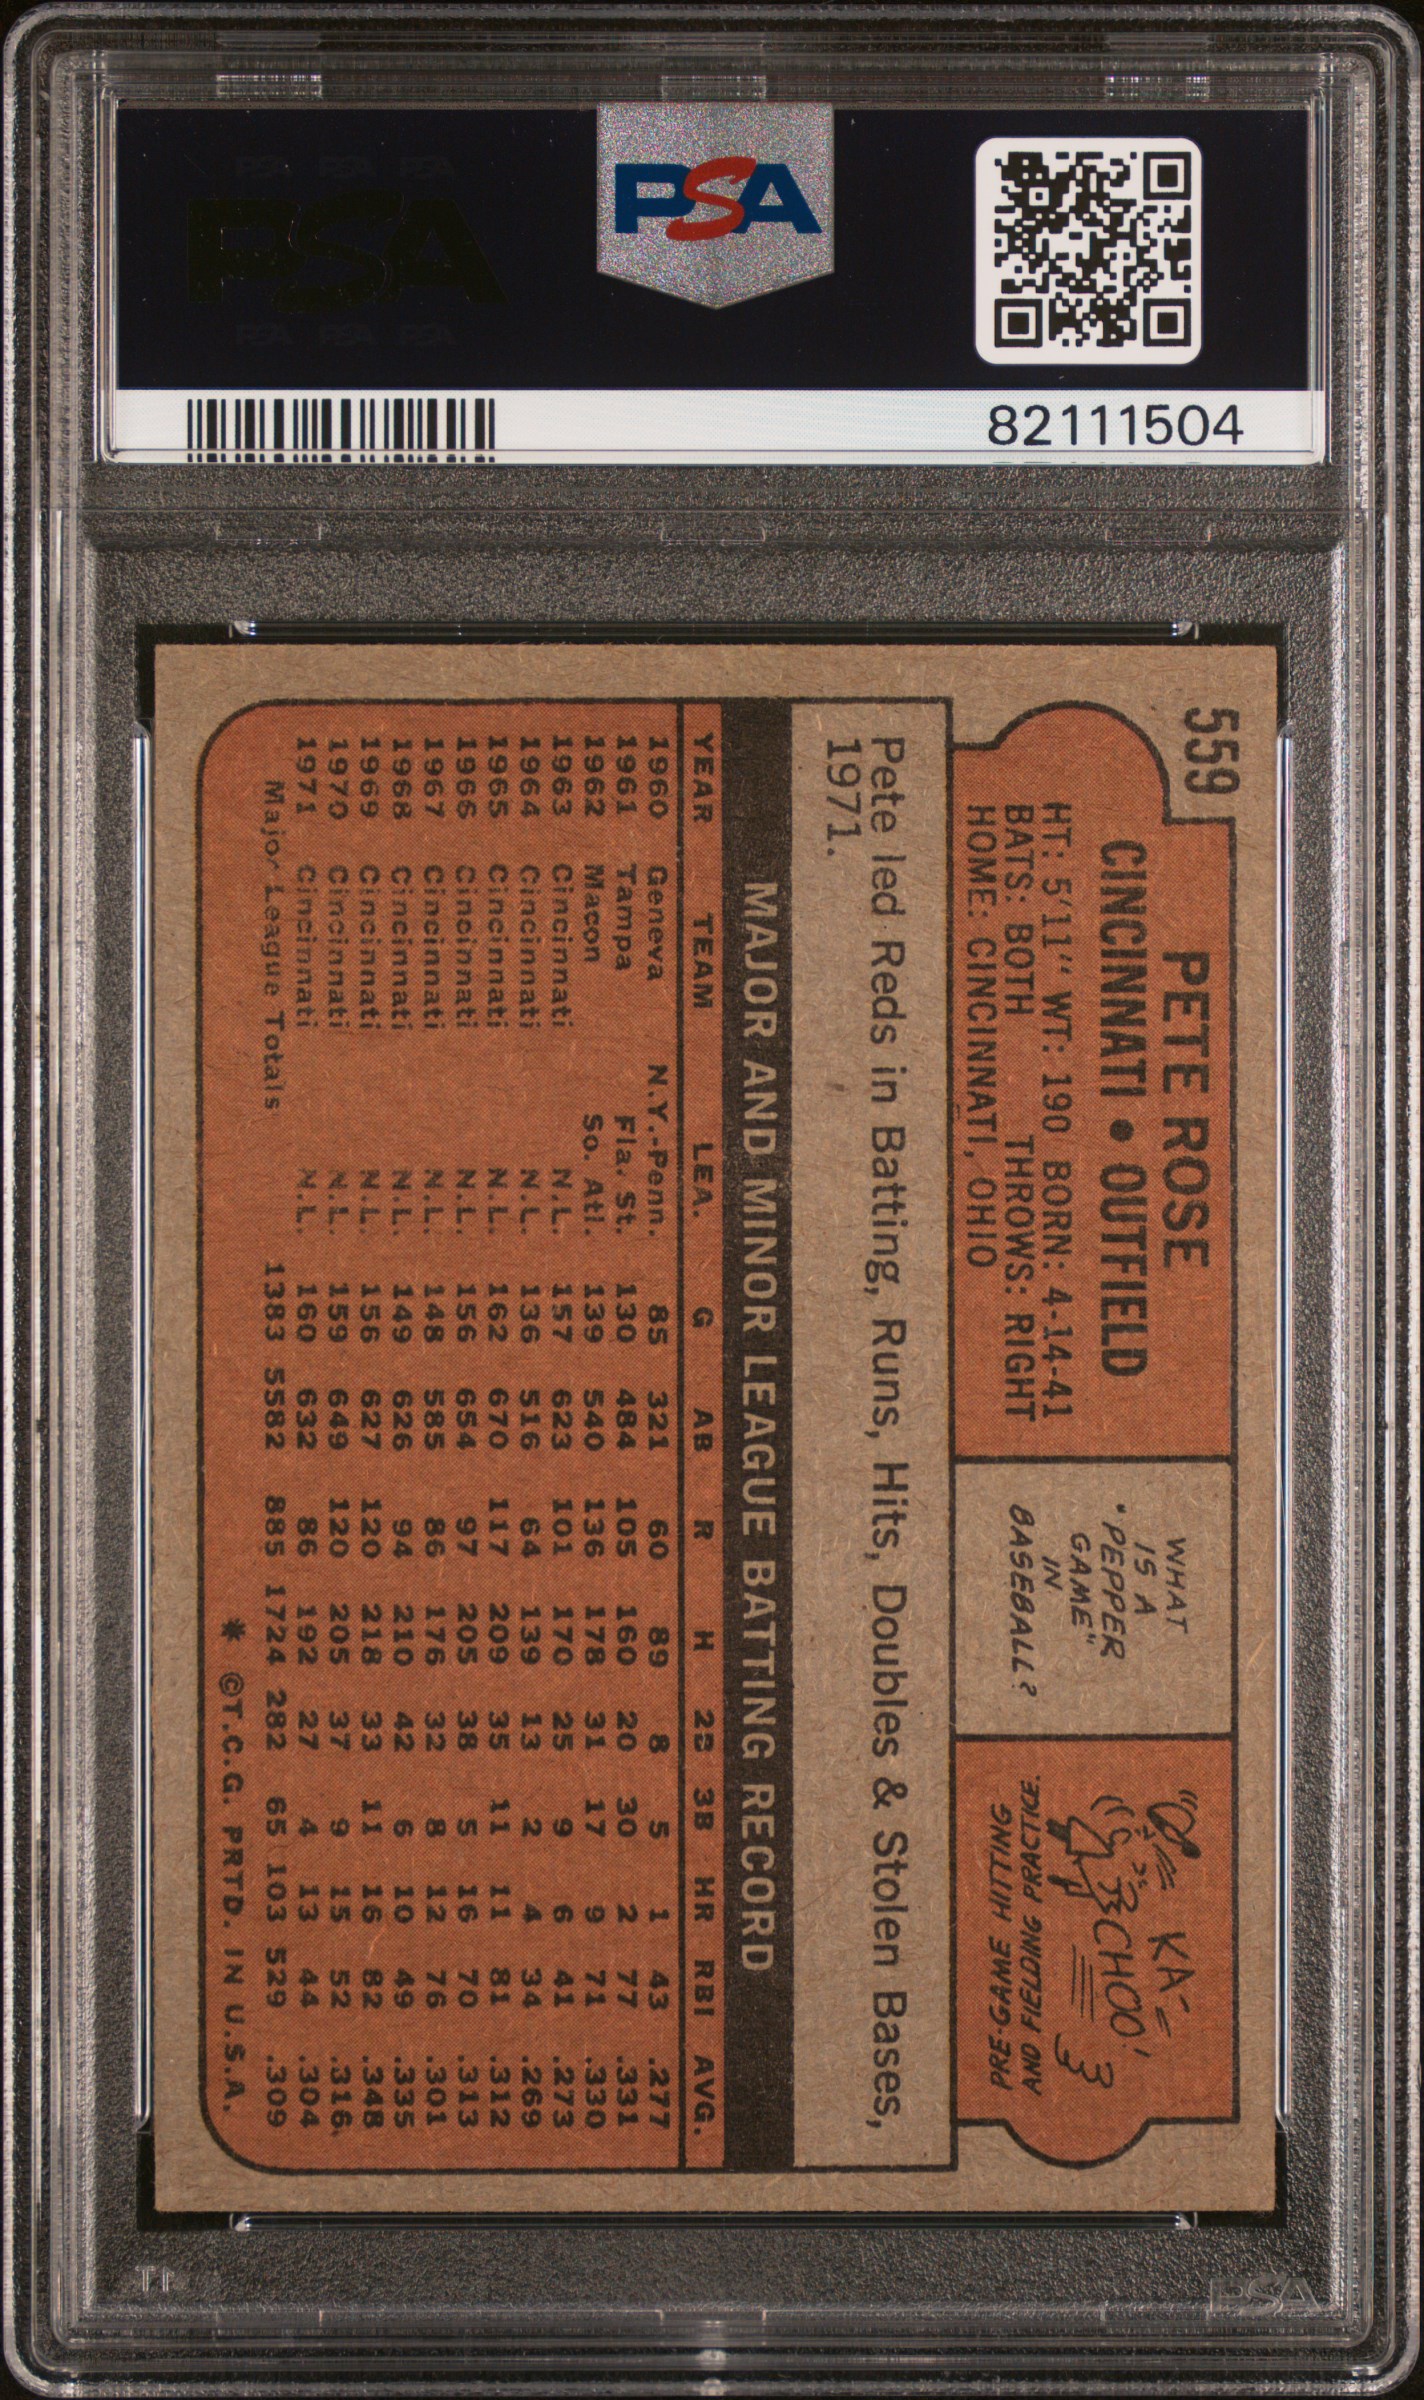 PSA PSA PSA
PSA
PSA PSA PSA
PSA
82111504
559
PETE ROSE
CINCINNATI • OUTFIELD
HT: 5'11" WT: 190 BORN: 4-14-41
BATS: BOTH THROWS: RIGHT
HOME: CINCINNATI, OHIO
WHAT
IS A
"PEPPER
GAME"
IN
BASEBALL?
KA-
CHOO!
PRE-GAME HITTING
AND FIELDING PRACTICE.
Pete led Reds in Batting, Runs, Hits, Doubles & Stolen Bases,
1971.
MAJOR AND MINOR LEAGUE BATTING RECORD
YEAR TEAM LEA. G AB R H 2B 3B HR RBI AVG.
1960 Geneva N.Y.-Penn. 85 321 60 89 8 5 1 43 .277
1961 Tampa Fla. St. 130 484 105 160 20 30 2 77 .331
1962 Macon So. Atl. 139 540 136 178 31 17 9 71 .330
1963 Cincinnati N.L. 157 623 101 170 25 9 6 41 .273
1964 Cincinnati N.L. 136 516 64 139 13 2 4 34 .269
1965 Cincinnati N.L. 162 670 117 209 35 11 11 81 .312
1966 Cincinnati N.L. 156 654 97 205 38 5 16 70 .313
1967 Cincinnati N.L. 148 585 86 176 32 8 12 76 .301
1968 Cincinnati N.L. 149 626 94 210 42 6 10 49 .335
1969 Cincinnati N.L. 156 627 120 218 33 11 16 82 .348
1970 Cincinnati N.L. 159 649 120 205 37 9 15 52 .316
1971 Cincinnati N.L. 160 632 86 192 27 4 13 44 .304
Major League Totals 1383 5582 885 1724 282 65 103 529 .309
* ©T.C.G. PRTD. IN U.S.A.
PSA